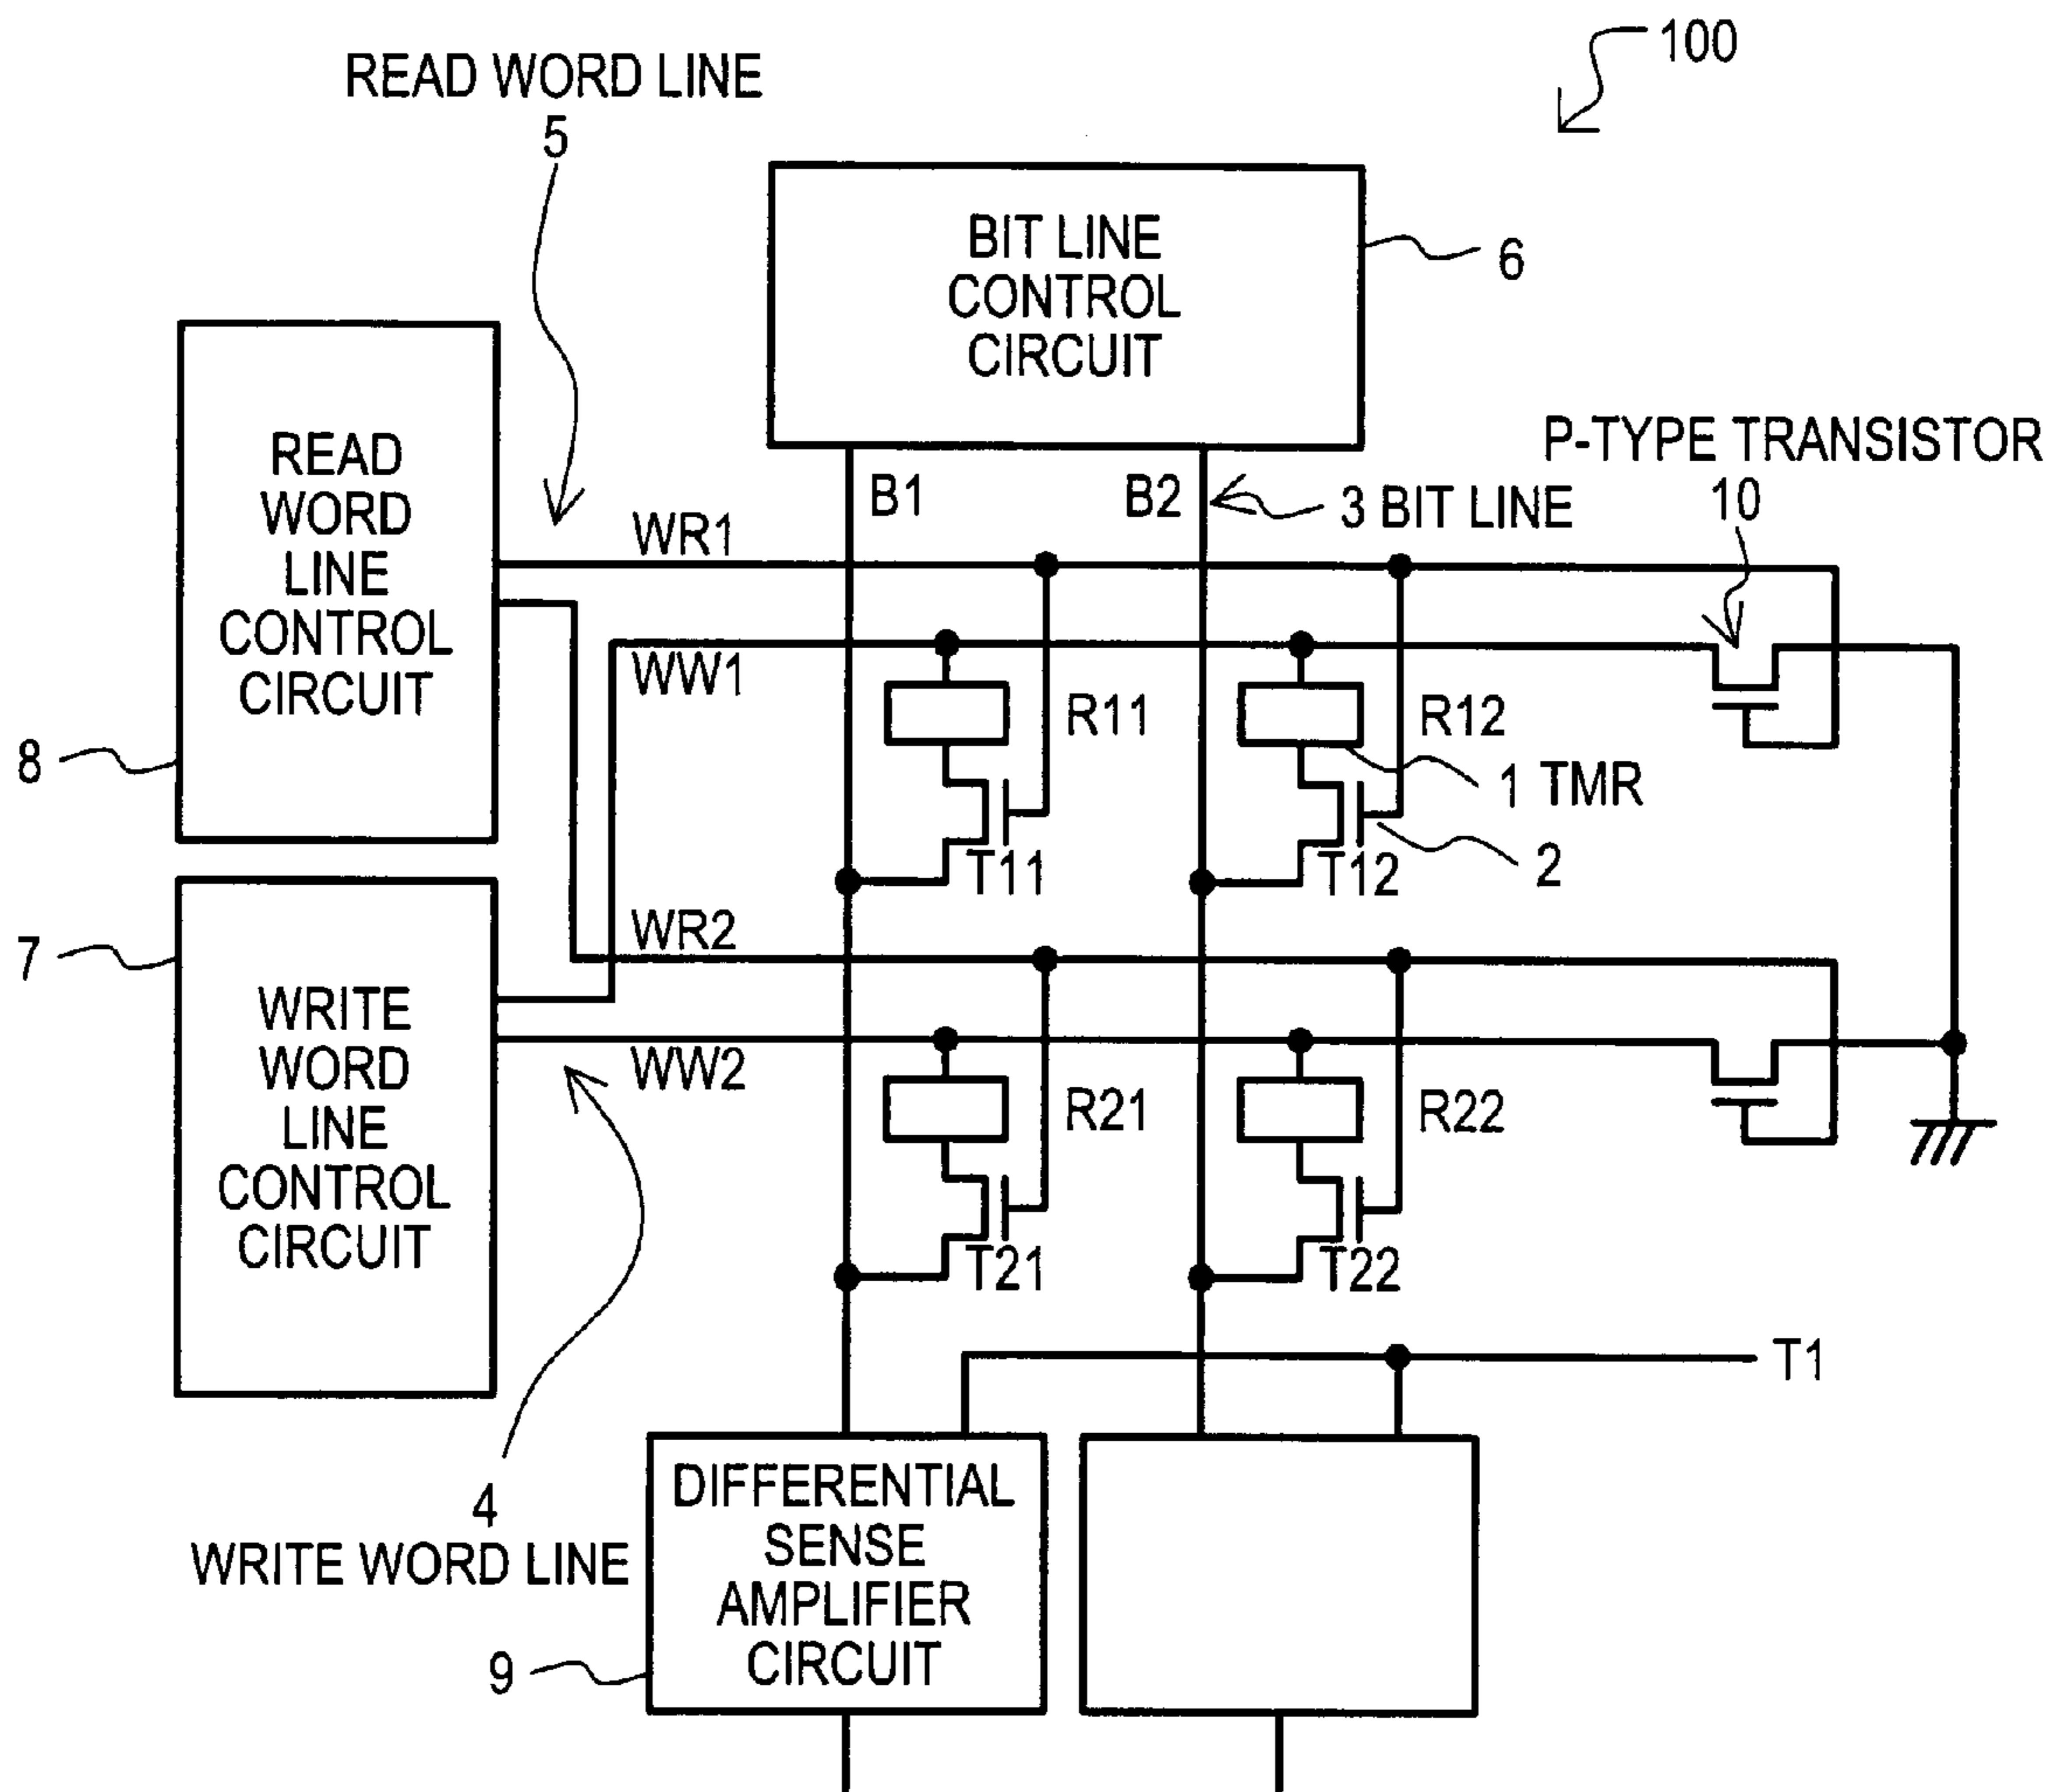 100
READ WORD LINE
5
BIT LINE
CONTROL
CIRCUIT
6
READ
WORD
LINE
CONTROL
CIRCUIT
8
P-TYPE TRANSISTOR
10
B1
B2
3 BIT LINE
WR1
WW1
R11
R12
1 TMR
T11
T12
2
7
WRITE
WORD
LINE
CONTROL
CIRCUIT
WR2
WW2
R21
R22
T21
T22
T1
4
WRITE WORD LINE
DIFFERENTIAL
SENSE
AMPLIFIER
CIRCUIT
9